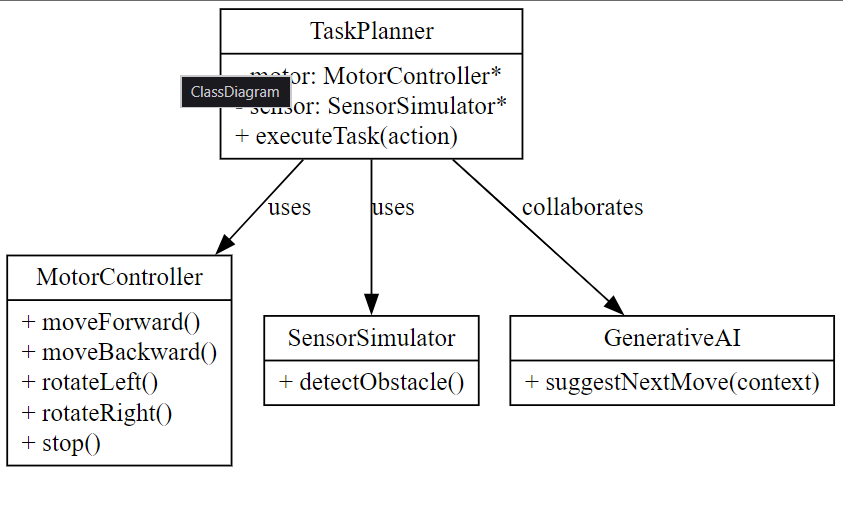 TaskPlanner
motor: MotorController*
ClassDiagram
- sensor: SensorSimulator*
+ executeTask(action)
uses
uses
collaborates
MotorController
+ moveForward()
+ moveBackward()
+ rotateLeft()
+ rotateRight()
+ stop()
SensorSimulator
+ detectObstacle()
GenerativeAI
+ suggestNextMove(context)